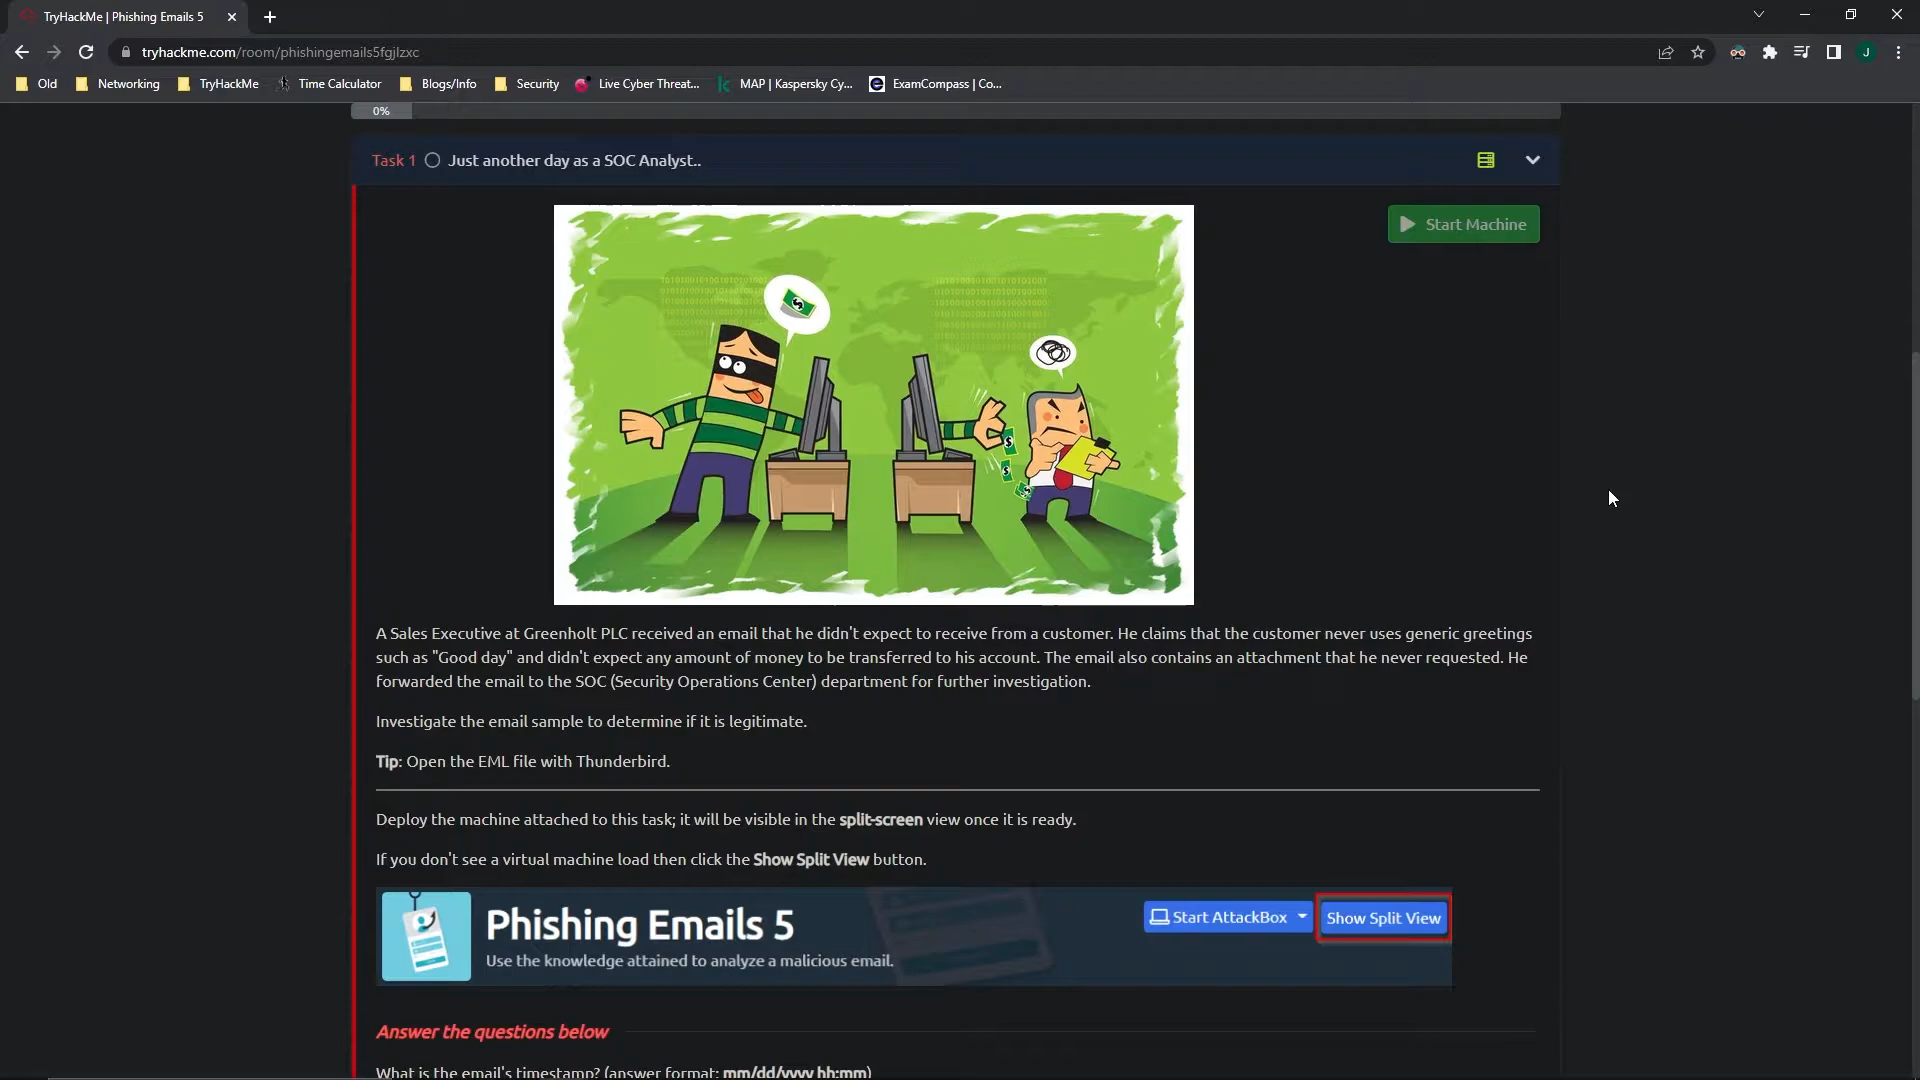 TryHackMe | Phishing Emails 5
tryhackme.com/room/phishingemails5fgjlzxc
J
Old
Networking
TryHackMe
Time Calculator
Blogs/Info
Security
Live Cyber Threat...
MAP | Kaspersky Cy...
ExamCompass | Co...
0%
Task 1 Just another day as a SOC Analyst..
Start Machine
A Sales Executive at Greenholt PLC received an email that he didn't expect to receive from a customer. He claims that the customer never uses generic greetings
such as "Good day" and didn't expect any amount of money to be transferred to his account. The email also contains an attachment that he never requested. He
forwarded the email to the SOC (Security Operations Center) department for further investigation.
Investigate the email sample to determine if it is legitimate.
Tip: Open the EML file with Thunderbird.
Deploy the machine attached to this task; it will be visible in the split-screen view once it is ready.
If you don't see a virtual machine load then click the Show Split View button.
Phishing Emails 5
Start AttackBox
Show Split View
Use the knowledge attained to analyze a malicious email.
Answer the questions below
What is the email's timestamp? (answer format: mm/dd/yyyy hh:mm)